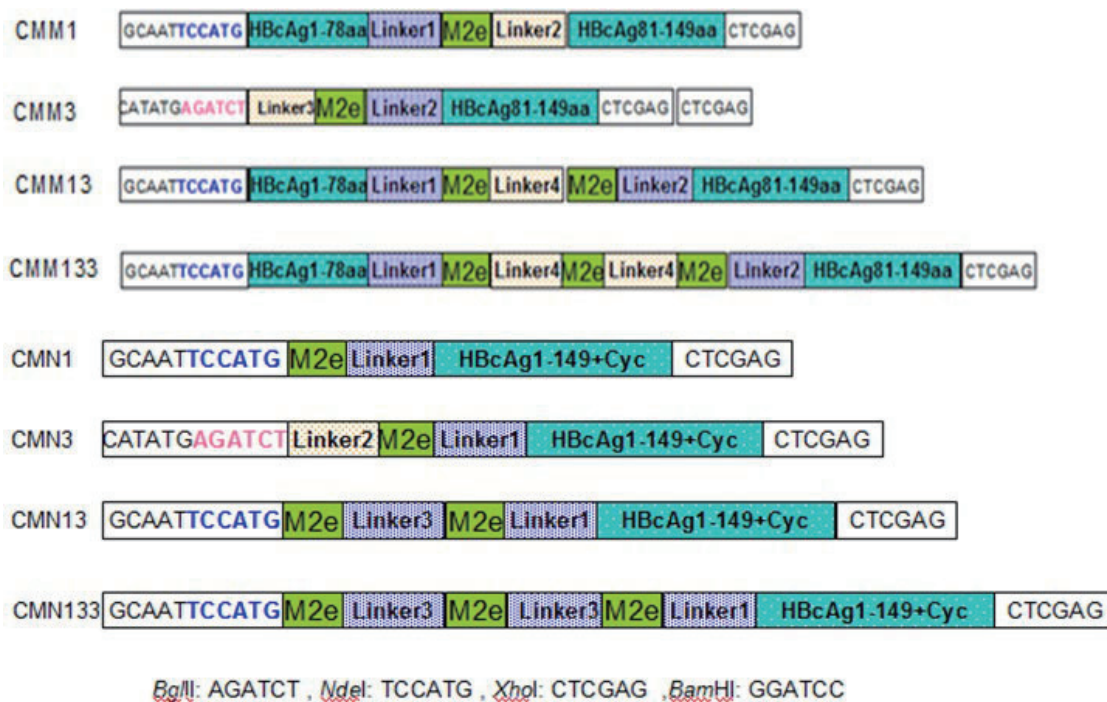 CMM1 GCAATTCCATG HBcAg1-78aa Linker1 M2e Linker2 HBcAg81-149aa CTCGAG
CMM3 CATATGAGATCT Linker3 M2e Linker2 HBcAg81-149aa CTCGAG CTCGAG
CMM13 GCAATTCCATG HBcAg1-78aa Linker1 M2e Linker4 M2e Linker2 HBcAg81-149aa CTCGAG
CMM133 GCAATTCCATG HBcAg1-78aa Linker1 M2e Linker4 M2e Linker4 M2e Linker2 HBcAg81-149aa CTCGAG
CMN1 GCAATTCCATG M2e Linker1 HBcAg1-149+Cyc CTCGAG
CMN3 CATATGAGATCT Linker2 M2e Linker1 HBcAg1-149+Cyc CTCGAG
CMN13 GCAATTCCATG M2e Linker3 M2e Linker1 HBcAg1-149+Cyc CTCGAG
CMN133 GCAATTCCATG M2e Linker3 M2e Linker3 M2e Linker1 HBcAg1-149+Cyc CTCGAG
BglII: AGATCT , NdeI: TCCATG , XhoI: CTCGAG ,BamHI: GGATCC